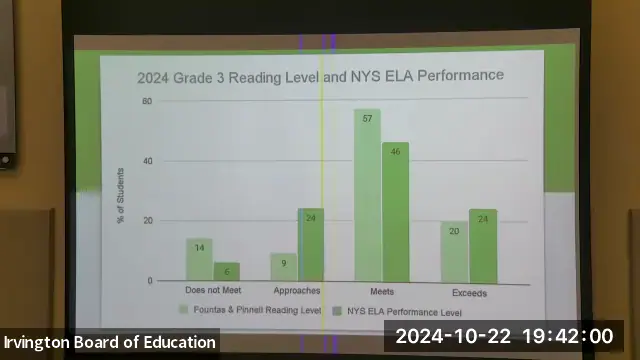 2024 Grade 3 Reading Level and NYS ELA Performance
60
40
20
0
% of Students
14
6
9
24
57
46
20
24
Does not Meet
Approaches
Meets
Exceeds
Fountas & Pinnell Reading Level
NYS ELA Performance Level
Irvington Board of Education
2024-10-22 19:42:00